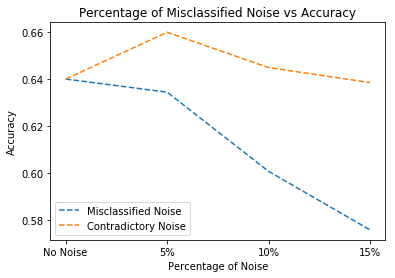 Percentage of Misclassified Noise vs Accuracy
0.66
0.64
0.62
0.60
0.58
Accuracy
Misclassified Noise
Contradictory Noise
No Noise 5% 10% 15%
Percentage of Noise